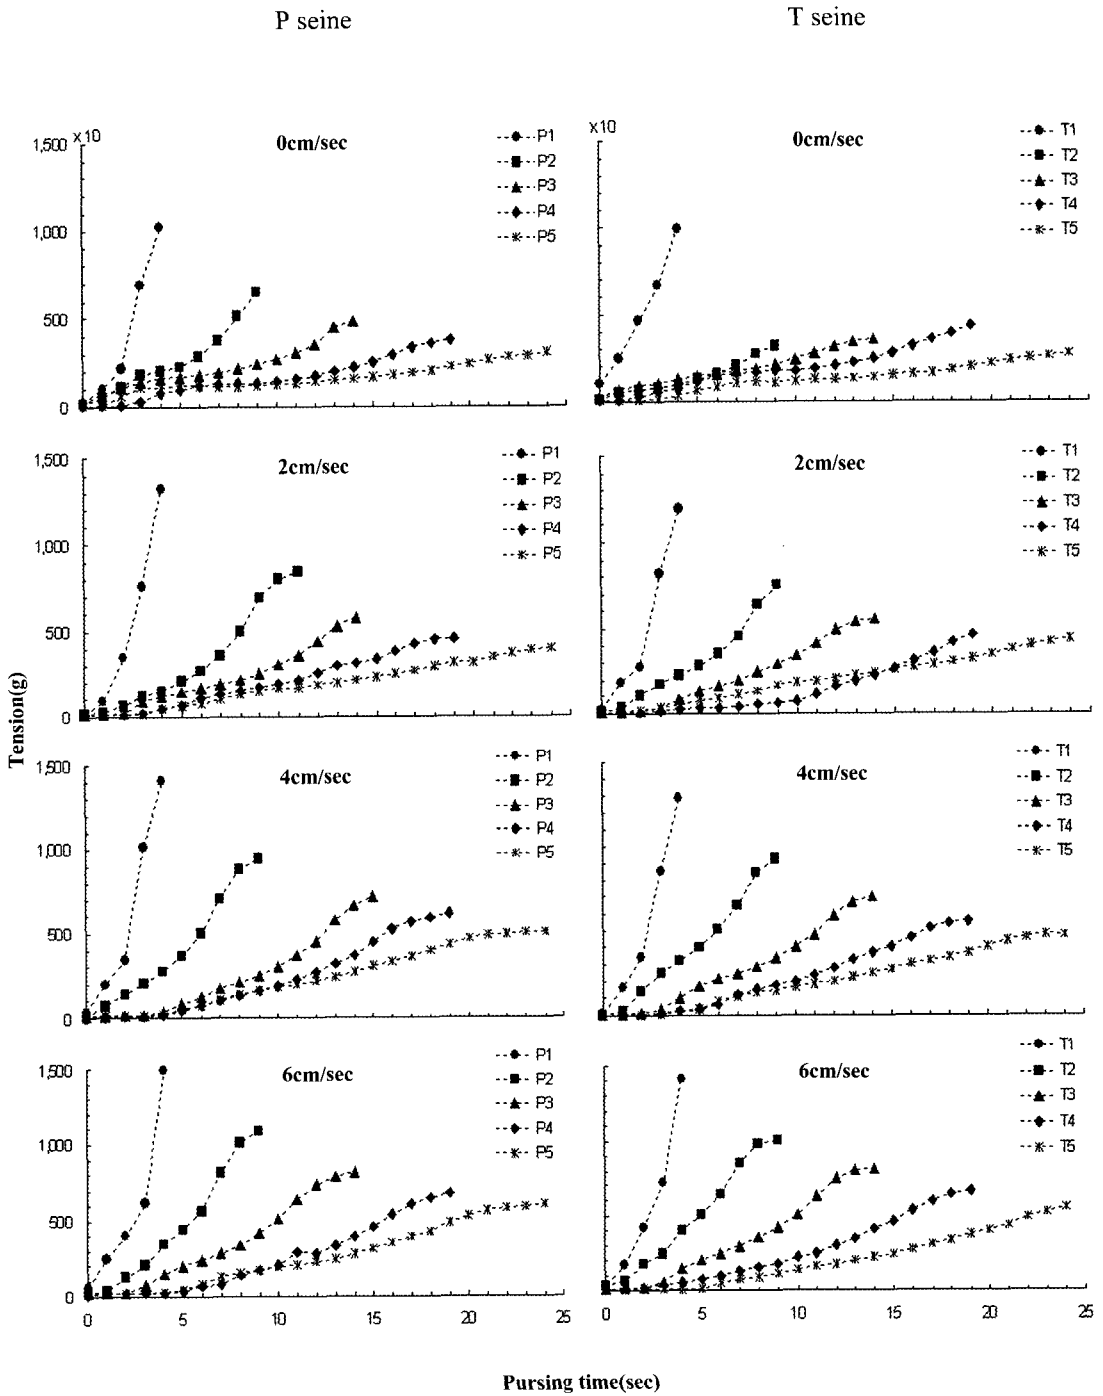 P seine
T seine
×10
0cm/sec
1,500
1,000
500
0
P1
P2
P3
P4
P5
×10
0cm/sec
T1
T2
T3
T4
T5
2cm/sec
1,500
1,000
500
0
P1
P2
P3
P4
P5
2cm/sec
T1
T2
T3
T4
T5
Tension(g)
4cm/sec
1,500
1,000
500
0
P1
P2
P3
P4
P5
4cm/sec
T1
T2
T3
T4
T5
6cm/sec
1,500
1,000
500
0
P1
P2
P3
P4
P5
0 5 10 15 20 25
6cm/sec
T1
T2
T3
T4
T5
0 5 10 15 20 25
Pursing time(sec)